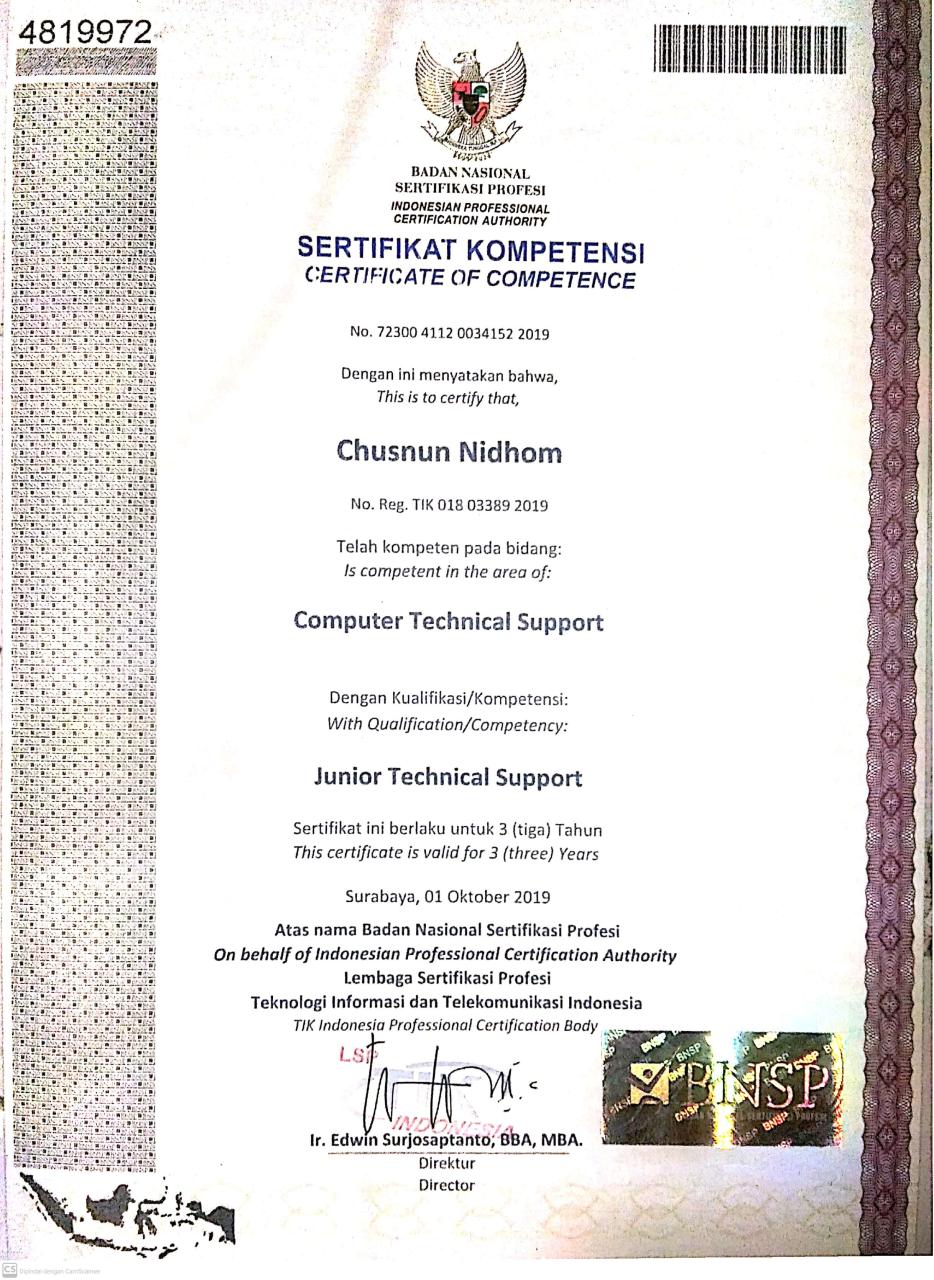 4819972
BADAN NASIONAL
SERTIFIKASI PROFESI
INDONESIAN PROFESSIONAL
CERTIFICATION AUTHORITY
SERTIFIKAT KOMPETENSI
CERTIFICATE OF COMPETENCE
No. 72300 4112 0034152 2019
Dengan ini menyatakan bahwa,
This is to certify that,
Chusnun Nidhom
No. Reg. TIK 018 03389 2019
Telah kompeten pada bidang:
Is competent in the area of:
Computer Technical Support
Dengan Kualifikasi/Kompetensi:
With Qualification/Competency:
Junior Technical Support
Sertifikat ini berlaku untuk 3 (tiga) Tahun
This certificate is valid for 3 (three) Years
Surabaya, 01 Oktober 2019
Atas nama Badan Nasional Sertifikasi Profesi
On behalf of Indonesian Professional Certification Authority
Lembaga Sertifikasi Profesi
Teknologi Informasi dan Telekomunikasi Indonesia
TIK Indonesia Professional Certification Body
LSP
INDONESIA
BNSP
Ir. Edwin Surjosaptanto, BBA, MBA.
Direktur
Director
CS Dipindai dengan CamScanner